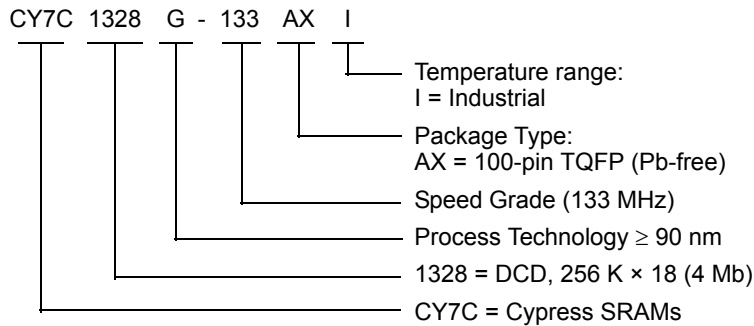 CY7C 1328 G - 133 AX I
Temperature range:
I = Industrial
Package Type:
AX = 100-pin TQFP (Pb-free)
Speed Grade (133 MHz)
Process Technology ≥ 90 nm
1328 = DCD, 256 K × 18 (4 Mb)
CY7C = Cypress SRAMs